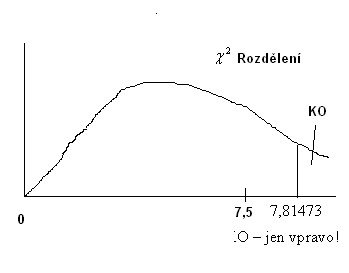 χ² Rozdělení
KO
0
7,5
7,81473
KO – jen vpravo!